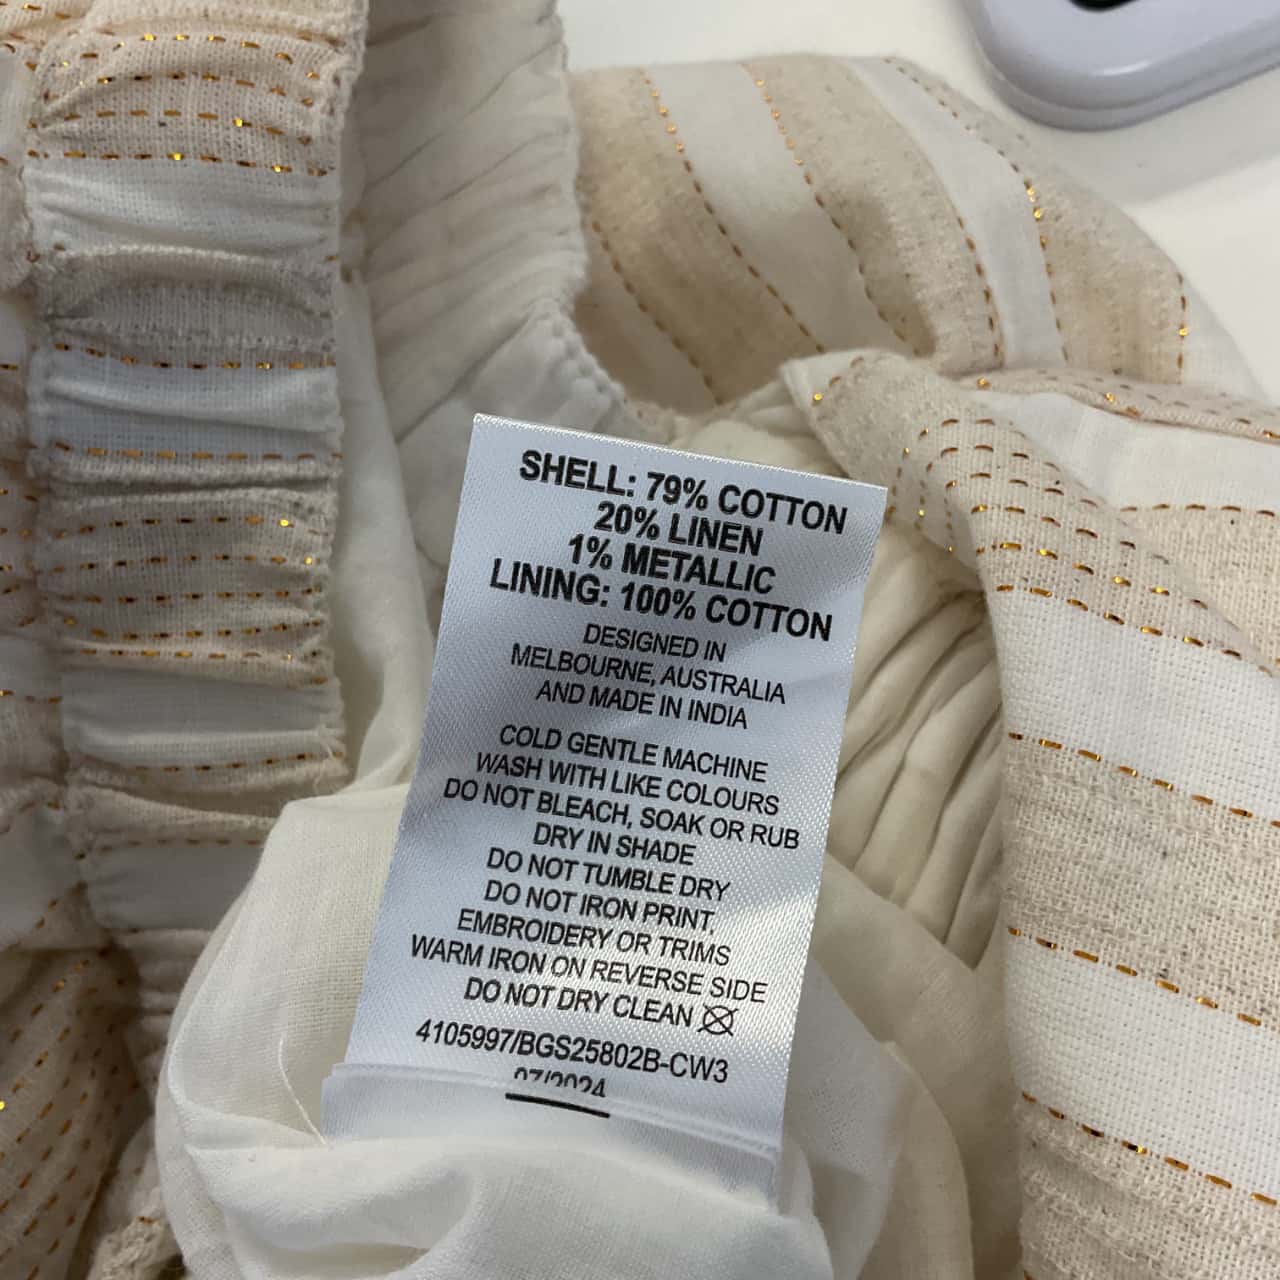 SHELL: 79% COTTON
20% LINEN
1% METALLIC
LINING: 100% COTTON
DESIGNED IN
MELBOURNE, AUSTRALIA
AND MADE IN INDIA
COLD GENTLE MACHINE
WASH WITH LIKE COLOURS
DO NOT BLEACH, SOAK OR RUB
DRY IN SHADE
DO NOT TUMBLE DRY
DO NOT IRON PRINT,
EMBROIDERY OR TRIMS
WARM IRON ON REVERSE SIDE
DO NOT DRY CLEAN
4105997/BGS25802B-CW3
07/2024